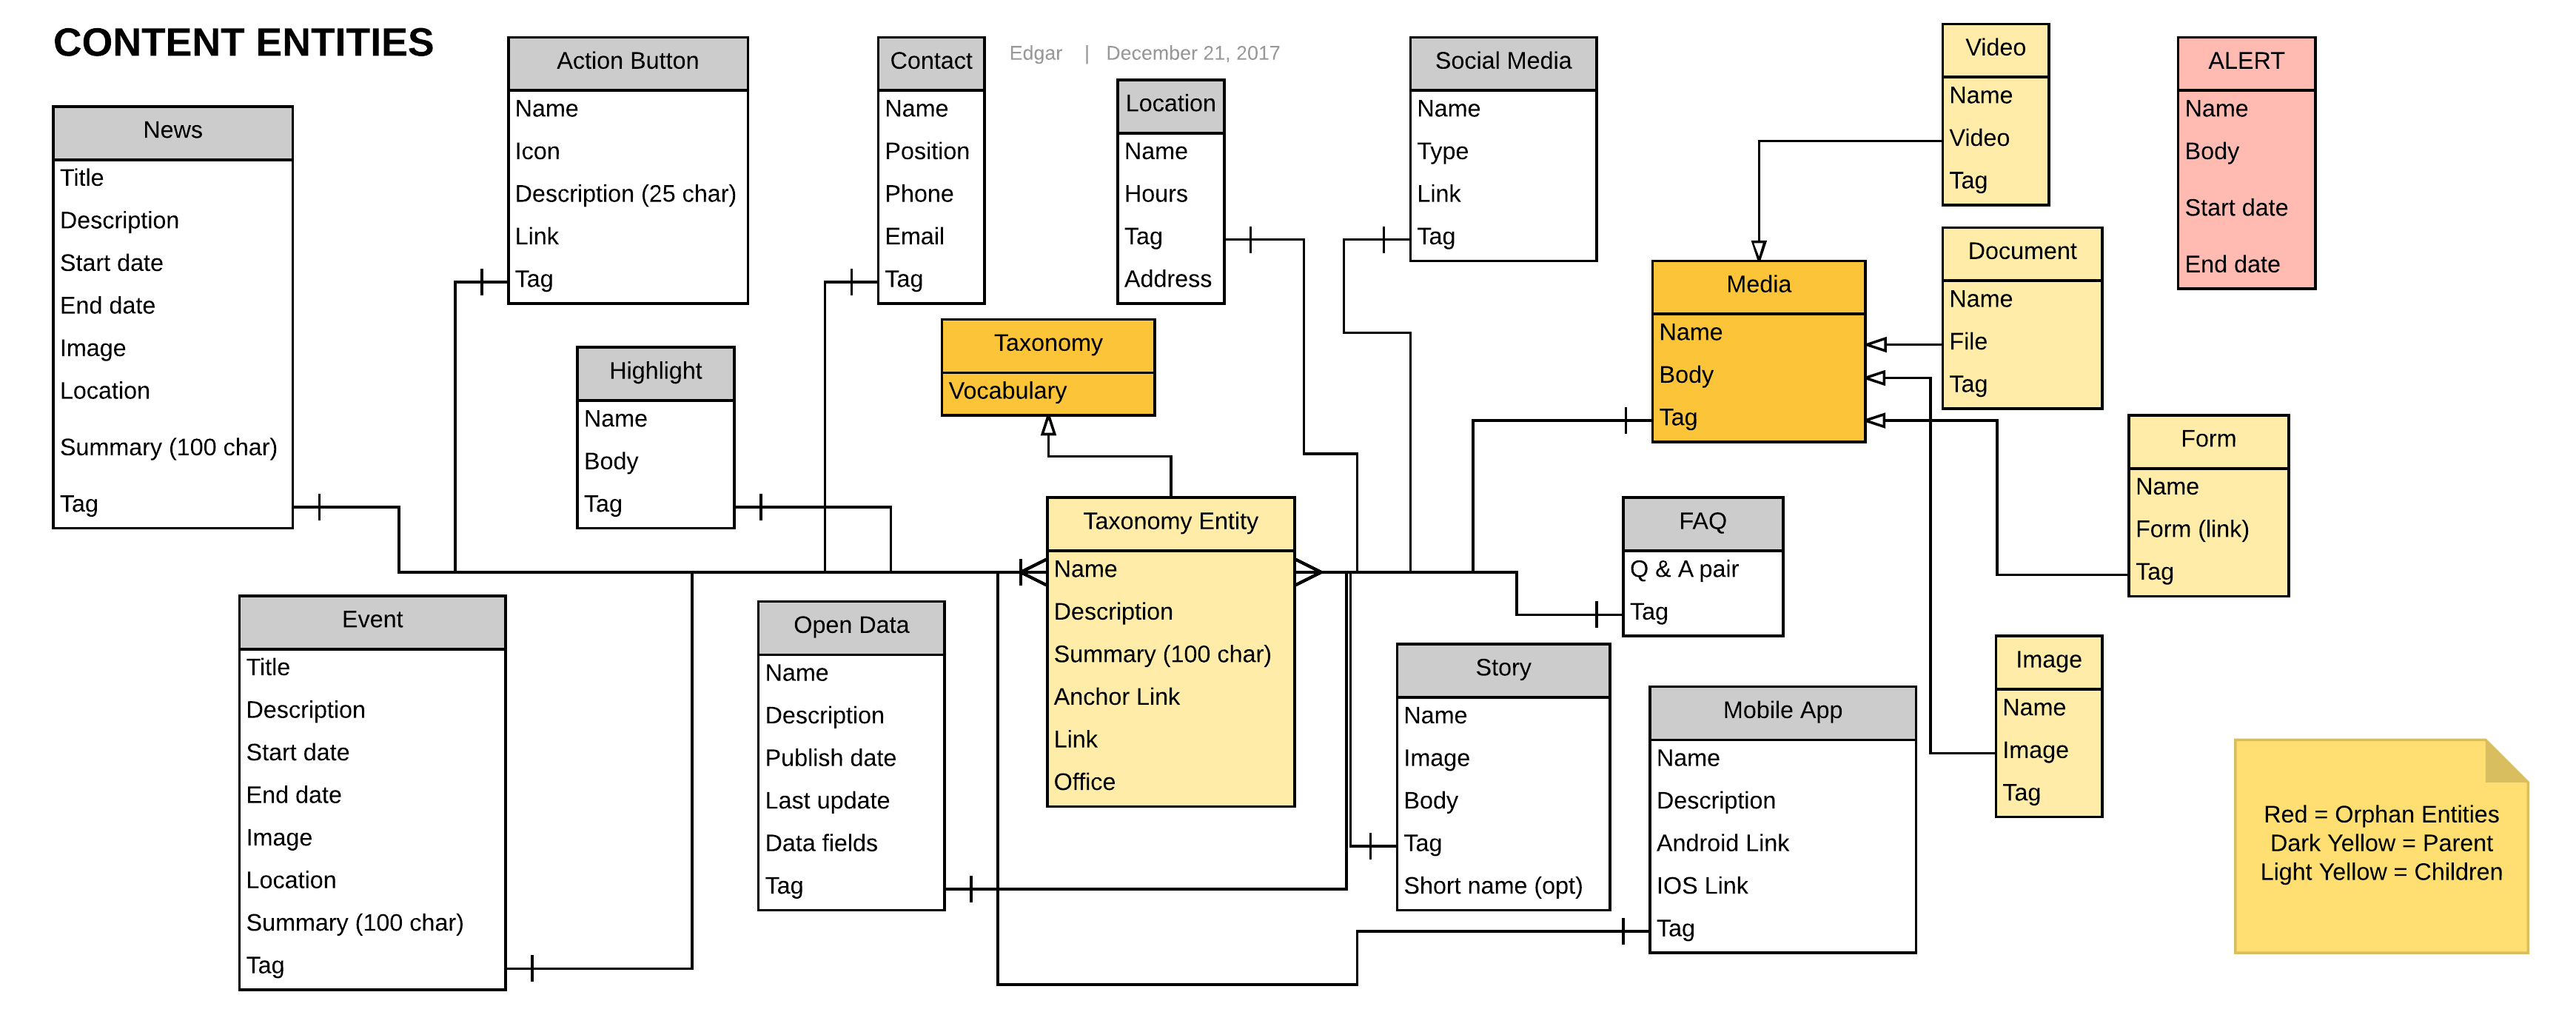 CONTENT ENTITIES
Edgar | December 21, 2017
News
Title
Description
Start date
End date
Image
Location
Summary (100 char)
Tag
Action Button
Name
Icon
Description (25 char)
Link
Tag
Contact
Name
Position
Phone
Email
Tag
Location
Name
Hours
Tag
Address
Social Media
Name
Type
Link
Tag
Video
Name
Video
Tag
ALERT
Name
Body
Start date
End date
Highlight
Name
Body
Tag
Taxonomy
Vocabulary
Media
Name
Body
Tag
Document
Name
File
Tag
Form
Name
Form (link)
Tag
Taxonomy Entity
Name
Description
Summary (100 char)
Anchor Link
Link
Office
FAQ
Q & A pair
Tag
Event
Title
Description
Start date
End date
Image
Location
Summary (100 char)
Tag
Open Data
Name
Description
Publish date
Last update
Data fields
Tag
Story
Name
Image
Body
Tag
Short name (opt)
Mobile App
Name
Description
Android Link
IOS Link
Tag
Image
Name
Image
Tag
Red = Orphan Entities
Dark Yellow = Parent
Light Yellow = Children